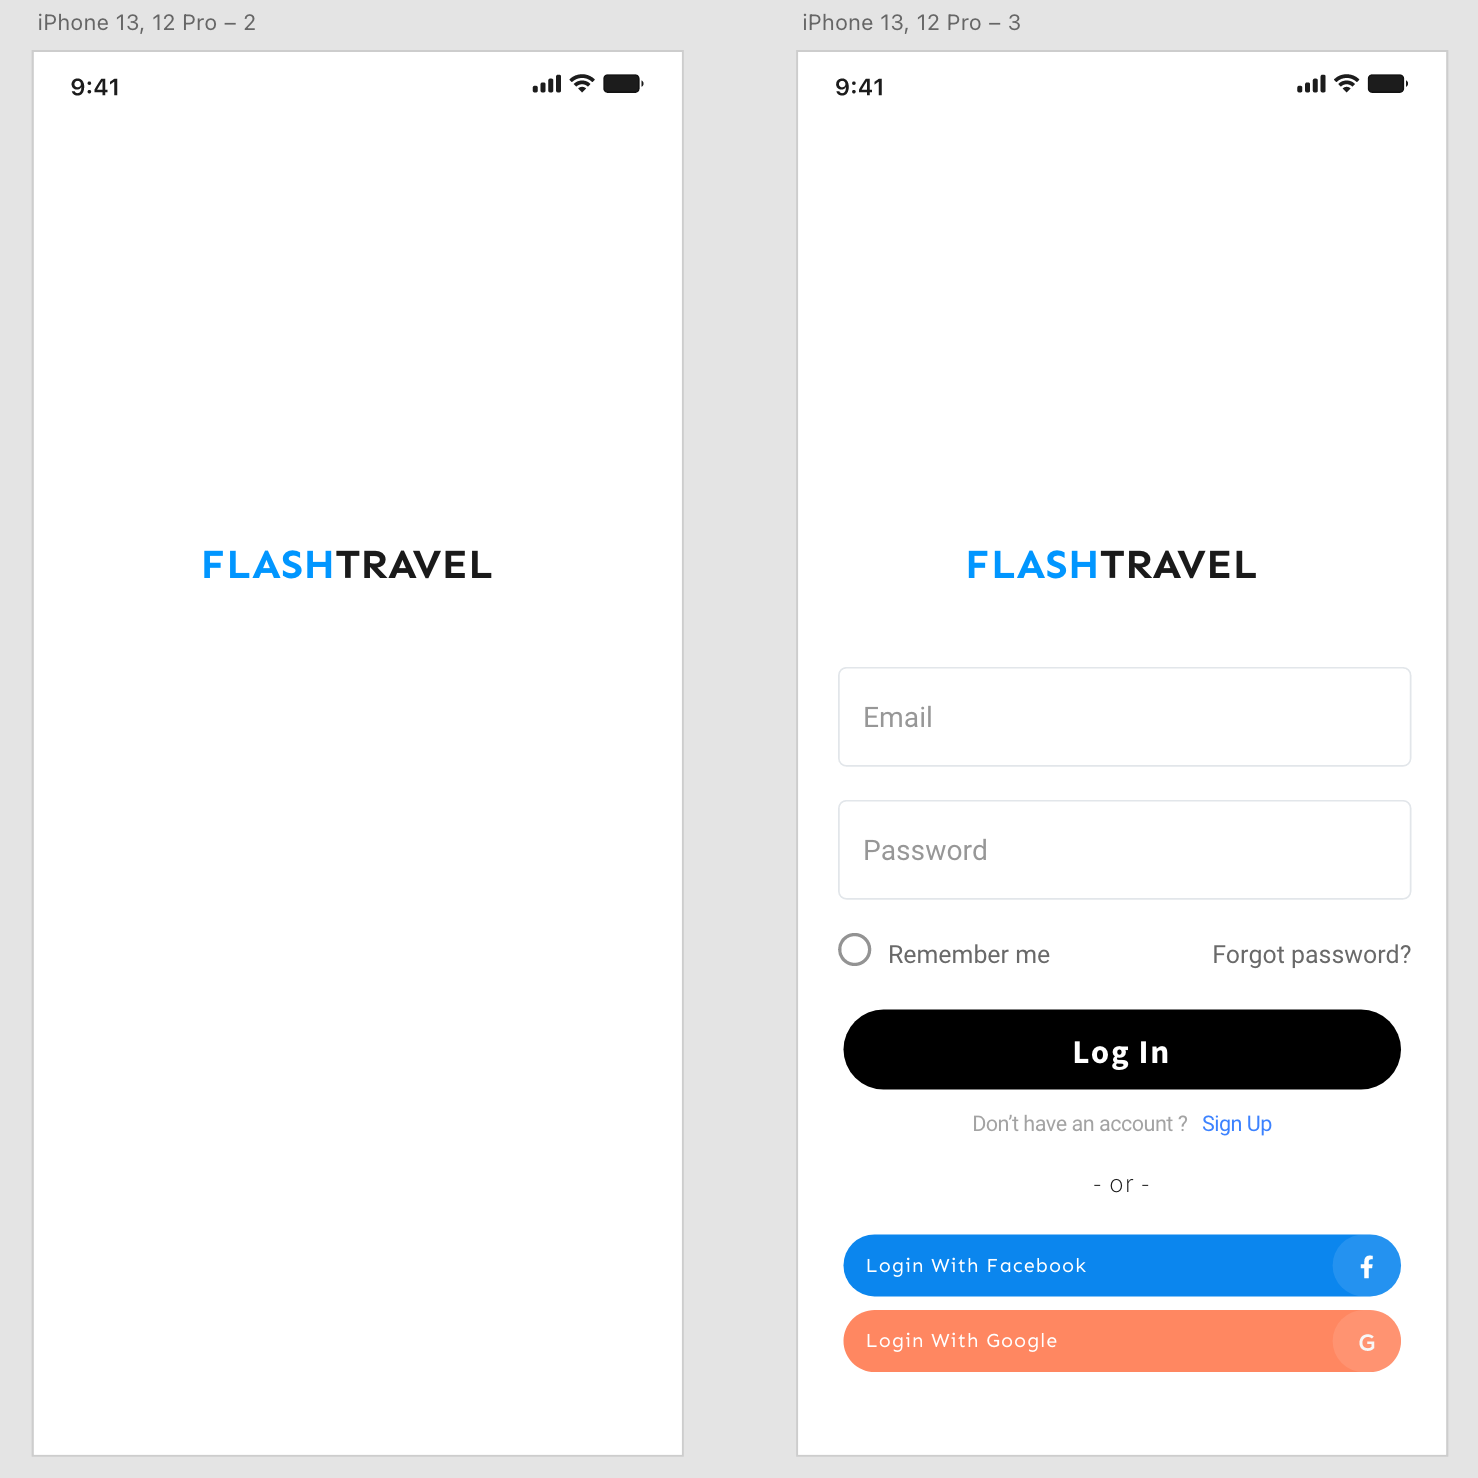 iPhone 13, 12 Pro – 2
9:41
FLASHTRAVEL
iPhone 13, 12 Pro – 3
9:41
FLASHTRAVEL
Email
Password
Remember me
Forgot password?
Log In
Don't have an account ? Sign Up
- or -
Login With Facebook
f
Login With Google
G